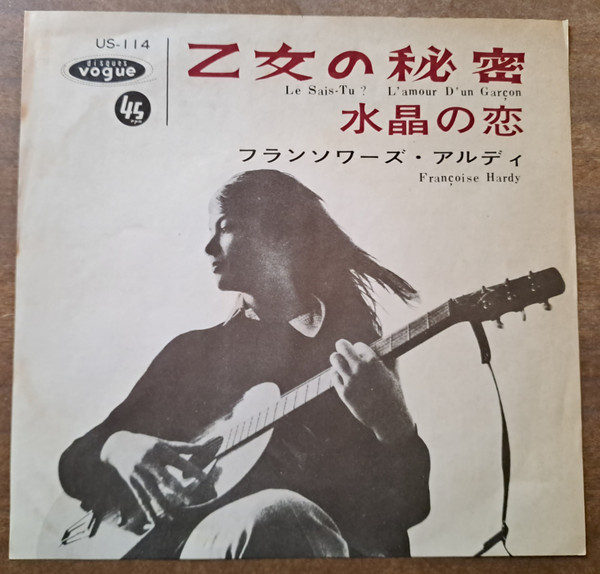 US-114
disques
vogue
45
乙女の秘密
Le Sais-Tu ? L'amour D'un Garçon
水晶の恋
フランソワーズ・アルディ
Françoise Hardy